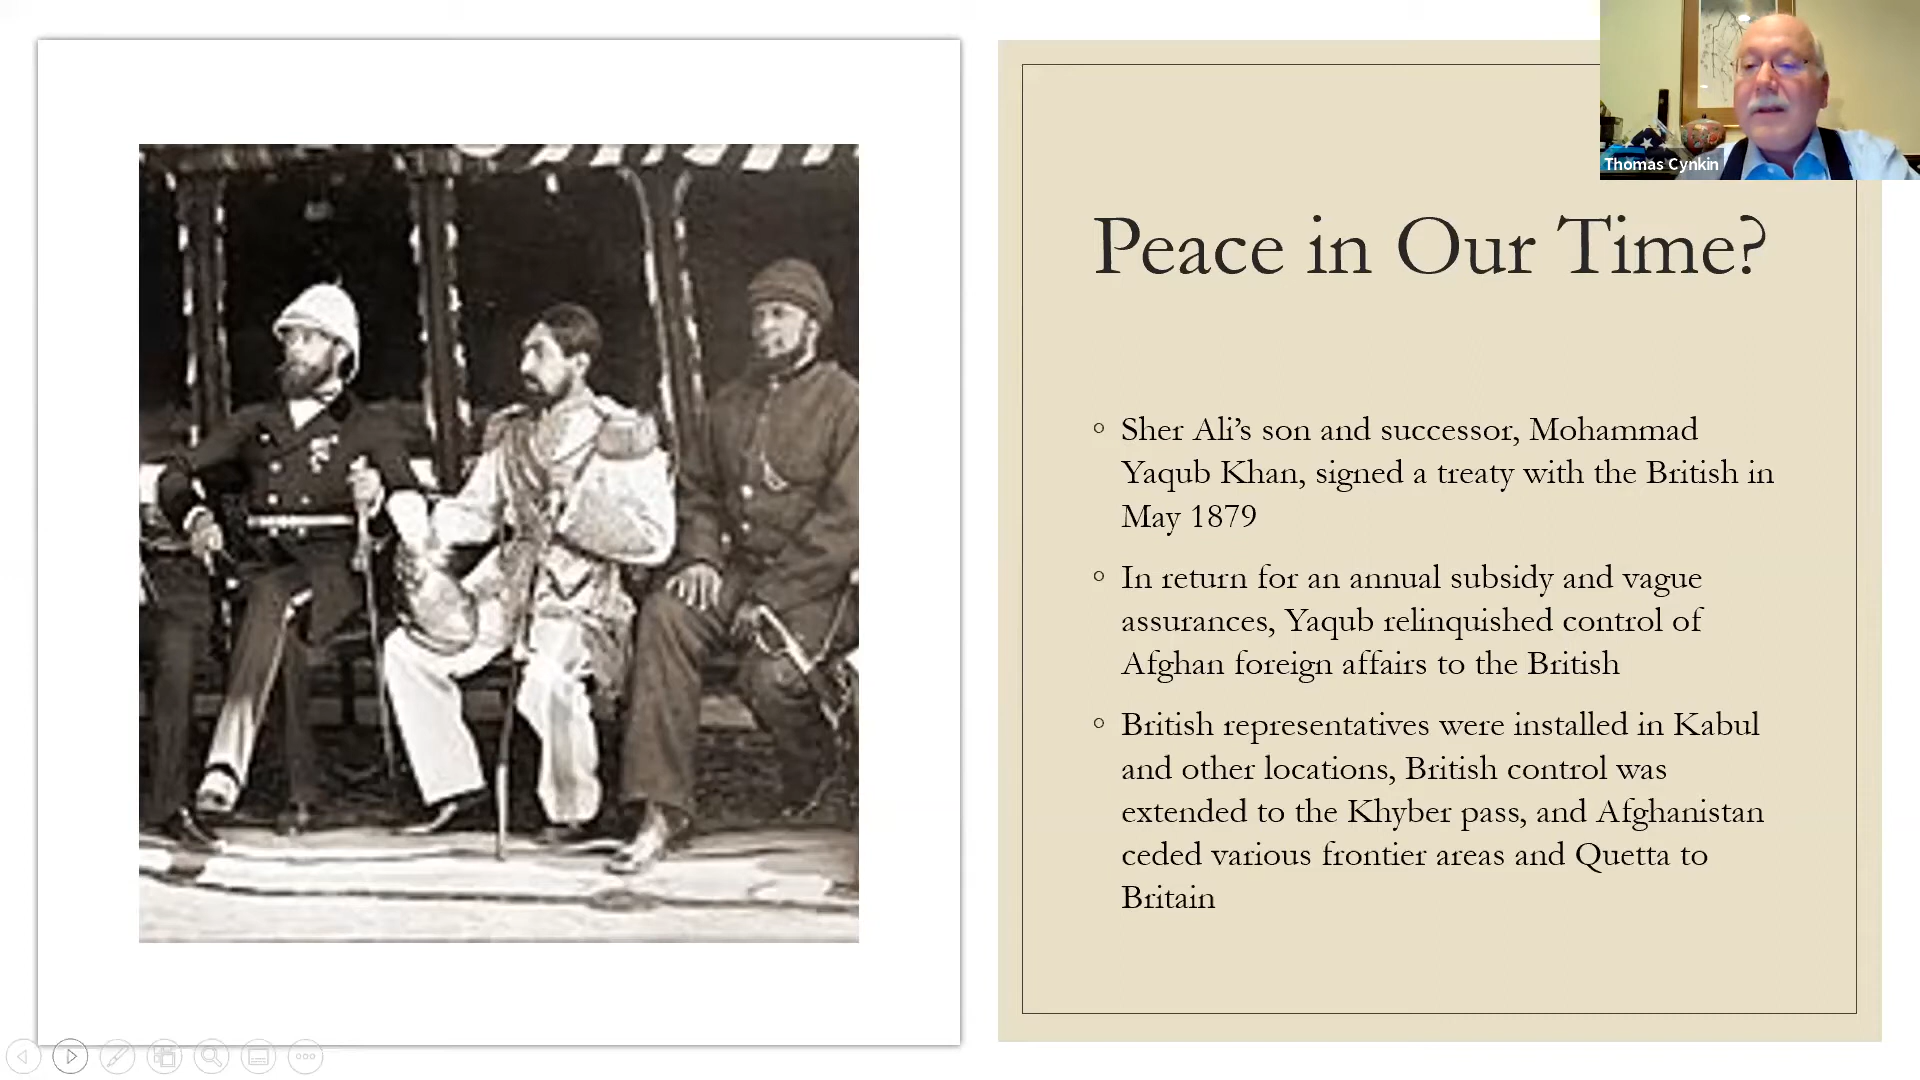 Thomas Cynkin
Peace in Our Time?
◦ Sher Ali’s son and successor, Mohammad
Yaqub Khan, signed a treaty with the British in
May 1879
◦ In return for an annual subsidy and vague
assurances, Yaqub relinquished control of
Afghan foreign affairs to the British
◦ British representatives were installed in Kabul
and other locations, British control was
extended to the Khyber pass, and Afghanistan
ceded various frontier areas and Quetta to
Britain